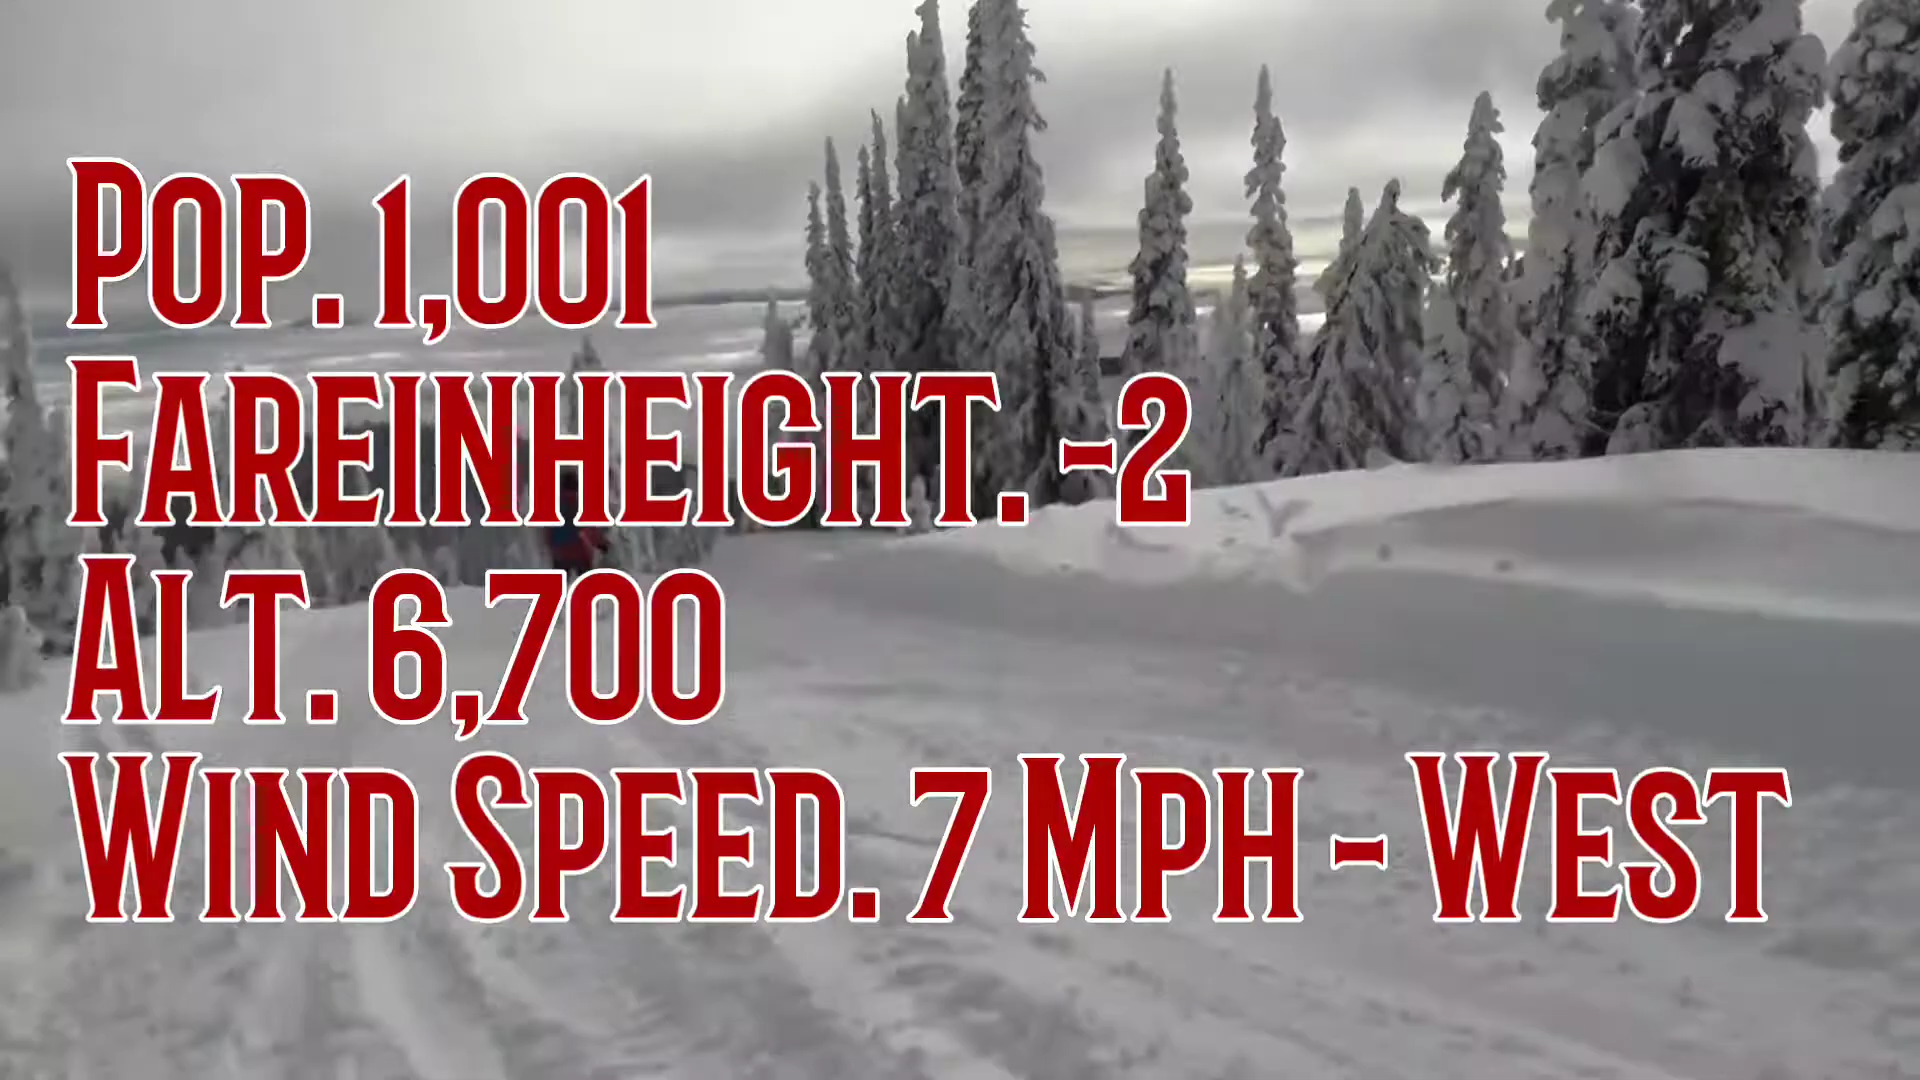 Pop. 1,001
Fareinheight. -2
Alt. 6,700
Wind Speed. 7 Mph - West